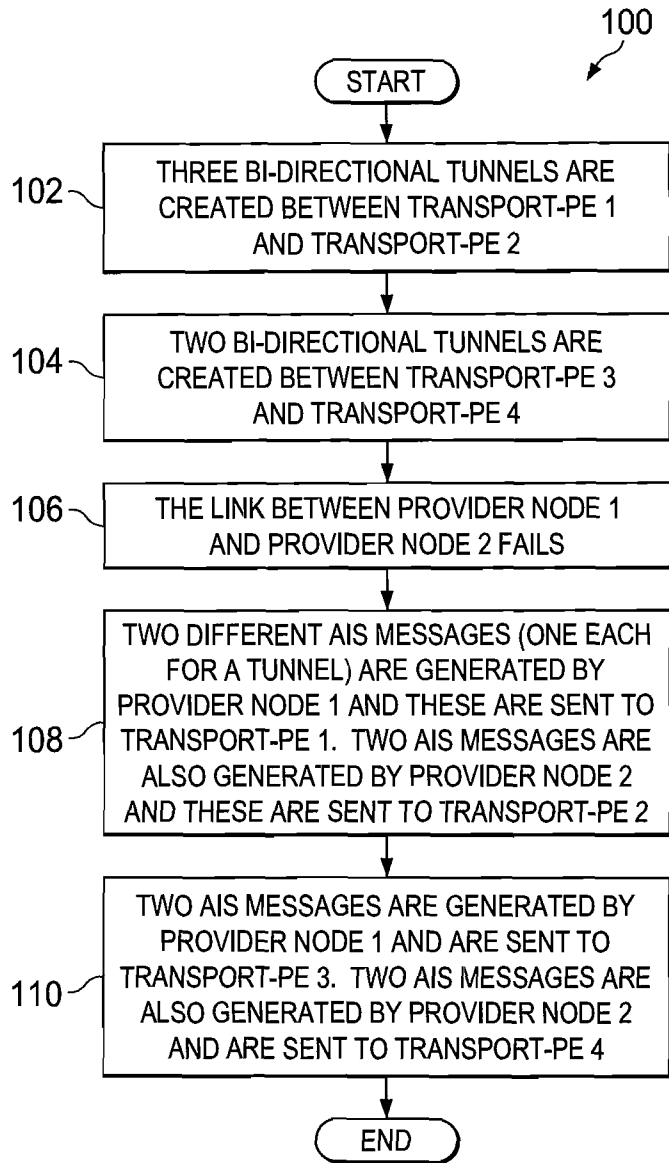 100
START
102
THREE BI-DIRECTIONAL TUNNELS ARE
CREATED BETWEEN TRANSPORT-PE 1
AND TRANSPORT-PE 2
104
TWO BI-DIRECTIONAL TUNNELS ARE
CREATED BETWEEN TRANSPORT-PE 3
AND TRANSPORT-PE 4
106
THE LINK BETWEEN PROVIDER NODE 1
AND PROVIDER NODE 2 FAILS
108
TWO DIFFERENT AIS MESSAGES (ONE EACH
FOR A TUNNEL) ARE GENERATED BY
PROVIDER NODE 1 AND THESE ARE SENT TO
TRANSPORT-PE 1. TWO AIS MESSAGES ARE
ALSO GENERATED BY PROVIDER NODE 2
AND THESE ARE SENT TO TRANSPORT-PE 2
110
TWO AIS MESSAGES ARE GENERATED BY
PROVIDER NODE 1 AND ARE SENT TO
TRANSPORT-PE 3. TWO AIS MESSAGES ARE
ALSO GENERATED BY PROVIDER NODE 2
AND ARE SENT TO TRANSPORT-PE 4
END